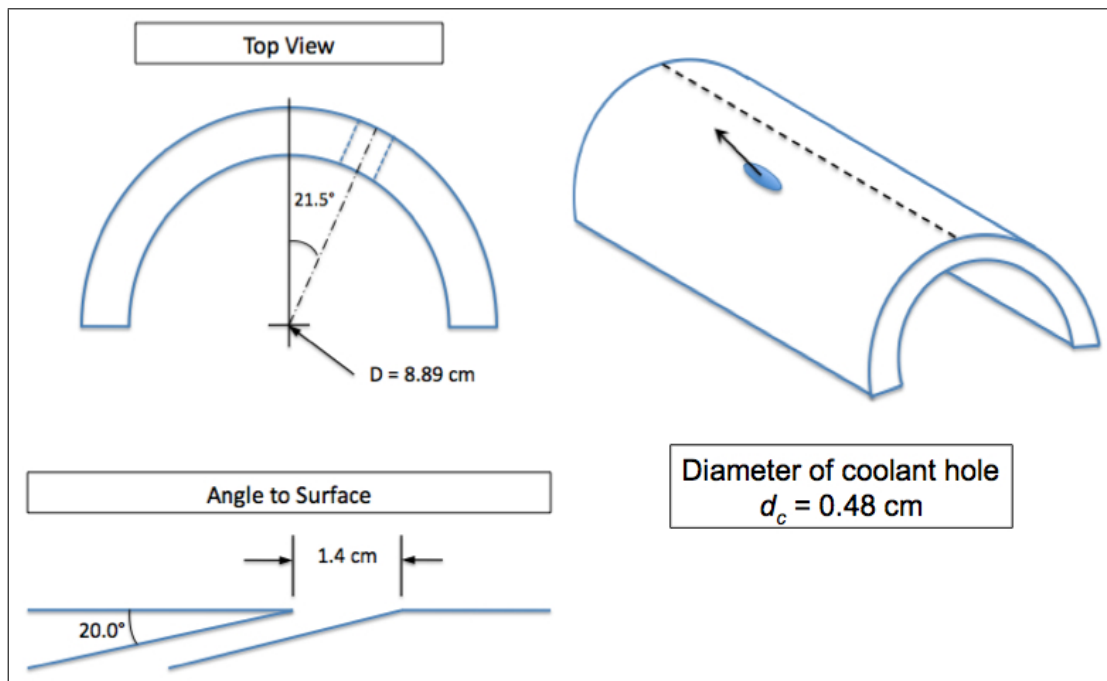 Top View
21.5°
D = 8.89 cm
Angle to Surface
1.4 cm
20.0°
Diameter of coolant hole
d_c = 0.48 cm